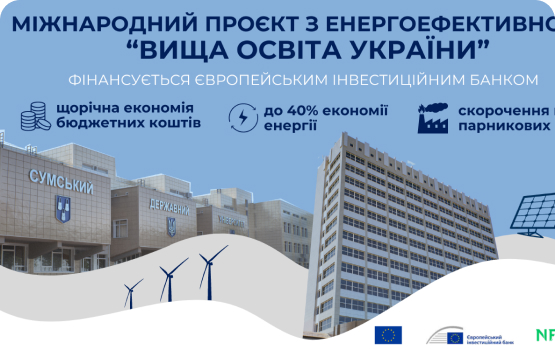 МІЖНАРОДНИЙ ПРОЄКТ З ЕНЕРГОЕФЕКТИВНО
“ВИЩА ОСВІТА УКРАЇНИ”
ФІНАНСУЄТЬСЯ ЄВРОПЕЙСЬКИМ ІНВЕСТИЦІЙНИМ БАНКОМ
щорічна економія
бюджетних коштів
до 40% економії
енергії
скорочення
парникових
СУМСЬКИЙ
ДЕРЖАВНИЙ
Європейський
інвестиційний банк